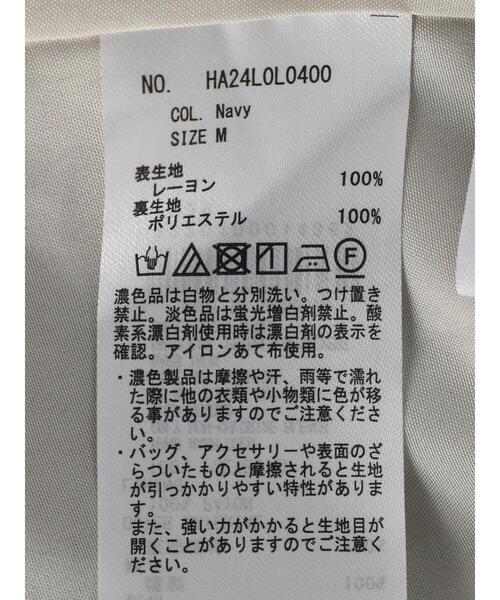 NO. HA24L0L0400
COL. Navy
SIZE M
表生地
レーヨン 100%
裏生地
ポリエステル 100%
F
濃色品は白物と分別洗い。つけ置き
禁止。淡色品は蛍光増白剤禁止。酸
素系漂白剤使用時は漂白剤の表示を
確認。アイロンあて布使用。
・濃色製品は摩擦や汗、雨等で濡れ
た際に他の衣類や小物類に色が移
る事がありますのでご注意くださ
い。
・バッグ、アクセサリーや表面のざ
らついたものと摩擦されると生地
が引っかかりやすい特性がありま
す。
また、強い力がかかると生地目が
開くことがありますのでご注意く
ださい。